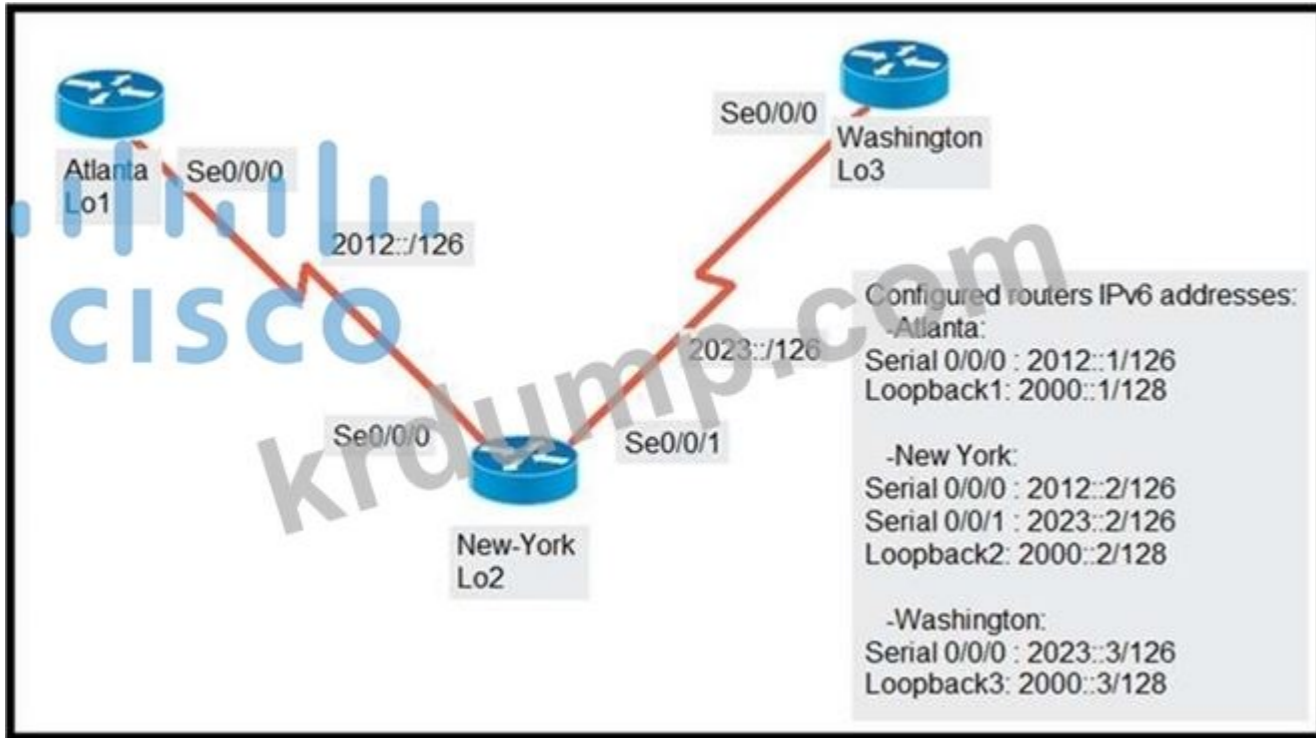 Atlanta
Lo1
Se0/0/0
2012::/126
Se0/0/0
Washington
Lo3
2023::/126
Se0/0/0
Se0/0/1
New-York
Lo2
Configured routers IPv6 addresses:
-Atlanta:
Serial 0/0/0 : 2012::1/126
Loopback1: 2000::1/128
-New York:
Serial 0/0/0 : 2012::2/126
Serial 0/0/1 : 2023::2/126
Loopback2: 2000::2/128
-Washington:
Serial 0/0/0 : 2023::3/126
Loopback3: 2000::3/128
CISCO
krdump.com